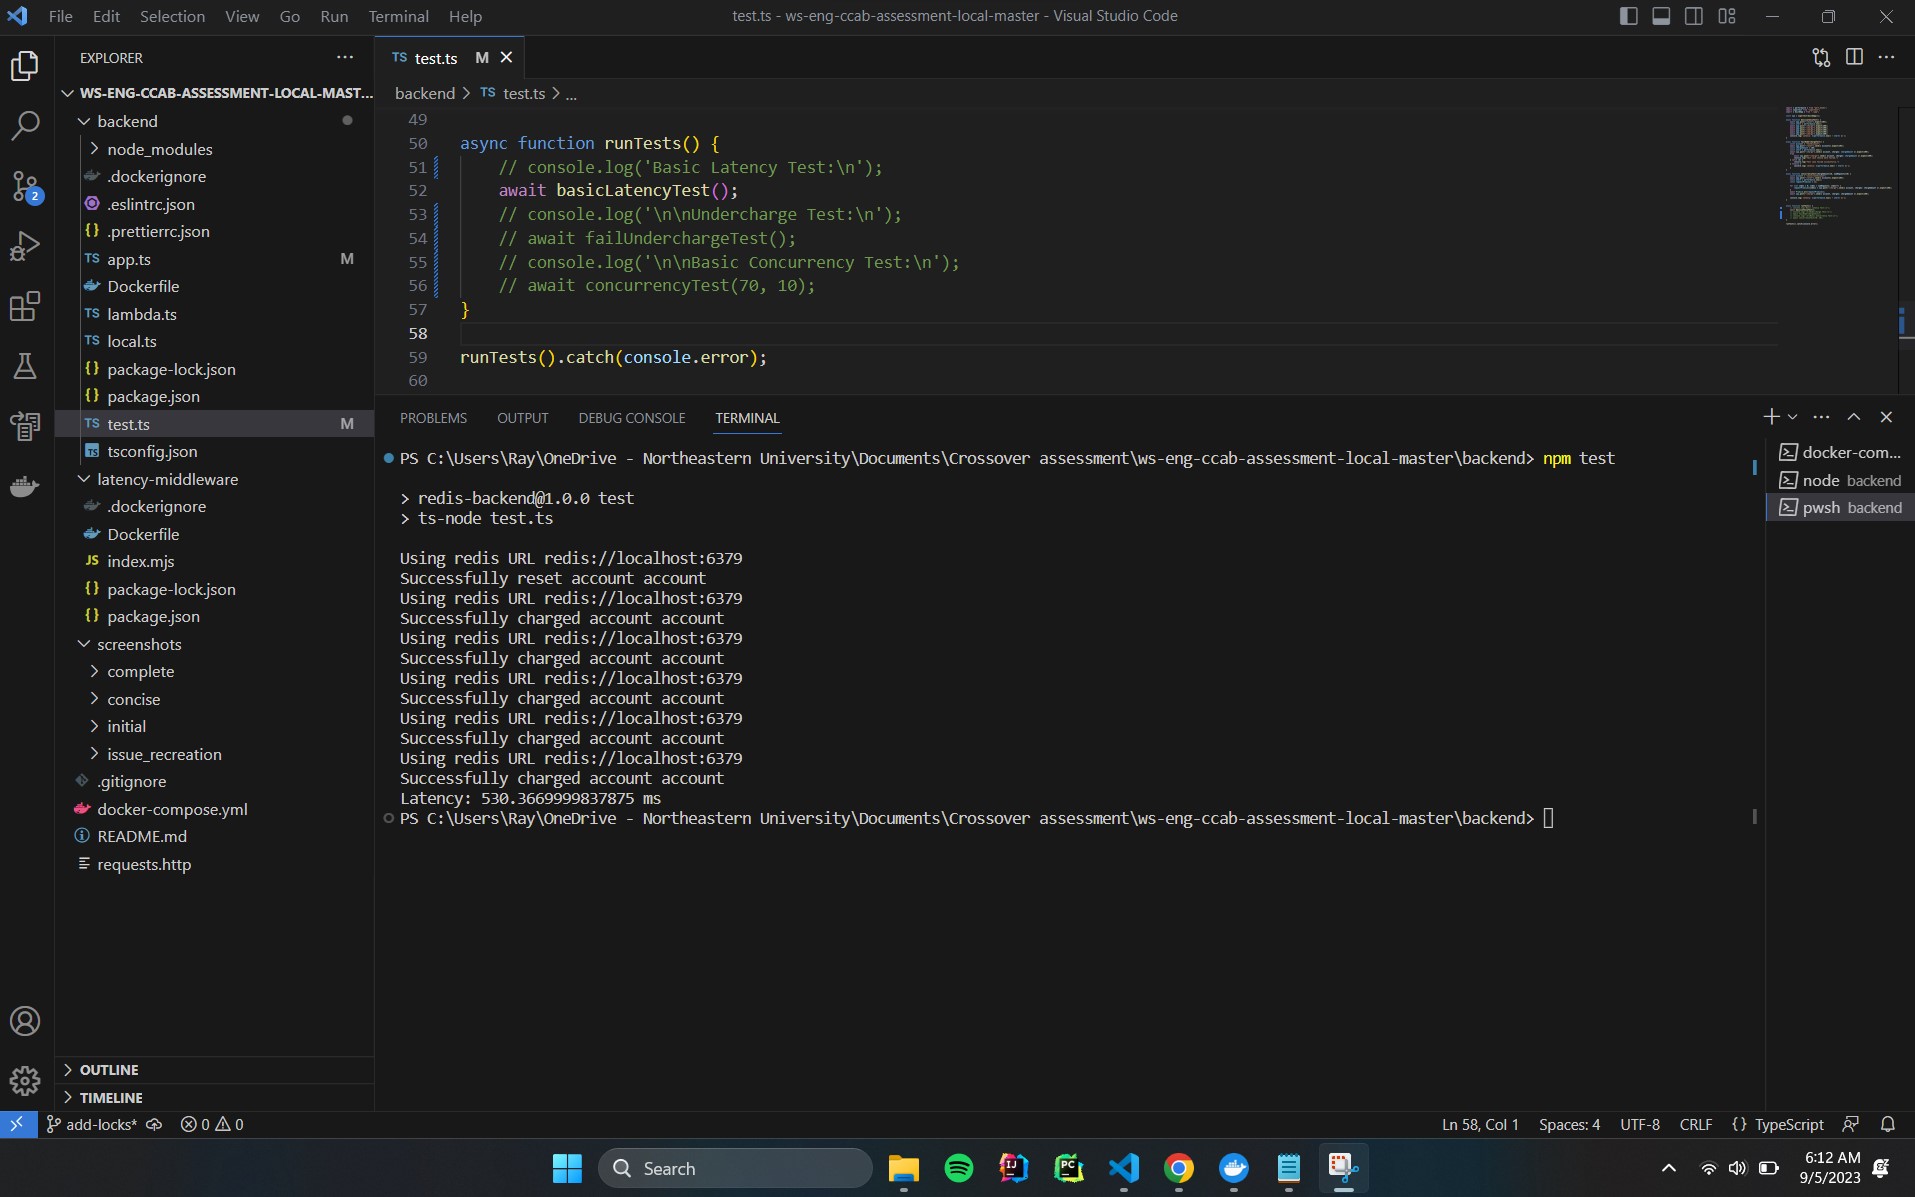 File Edit Selection View Go Run Terminal Help
test.ts - ws-eng-ccab-assessment-local-master - Visual Studio Code
EXPLORER
WS-ENG-CCAB-ASSESSMENT-LOCAL-MAST...
backend
node_modules
.dockerignore
.eslintrc.json
.prettierrc.json
TS app.ts M
Dockerfile
TS lambda.ts
TS local.ts
{} package-lock.json
{} package.json
TS test.ts M
TS tsconfig.json
latency-middleware
.dockerignore
Dockerfile
JS index.mjs
{} package-lock.json
{} package.json
screenshots
complete
concise
initial
issue_recreation
.gitignore
docker-compose.yml
README.md
requests.http
OUTLINE
TIMELINE
2
TS test.ts M
backend > TS test.ts > ...
49
50 async function runTests() {
51 // console.log('Basic Latency Test:\n');
52 await basicLatencyTest();
53 // console.log('\n\nUndercharge Test:\n');
54 // await failUnderchargeTest();
55 // console.log('\n\nBasic Concurrency Test:\n');
56 // await concurrencyTest(70, 10);
57 }
58
59 runTests().catch(console.error);
60
PROBLEMS OUTPUT DEBUG CONSOLE TERMINAL
PS C:\Users\Ray\OneDrive - Northeastern University\Documents\Crossover assessment\ws-eng-ccab-assessment-local-master\backend> npm test
> redis-backend@1.0.0 test
> ts-node test.ts
Using redis URL redis://localhost:6379
Successfully reset account account
Using redis URL redis://localhost:6379
Successfully charged account account
Using redis URL redis://localhost:6379
Successfully charged account account
Using redis URL redis://localhost:6379
Successfully charged account account
Using redis URL redis://localhost:6379
Successfully charged account account
Using redis URL redis://localhost:6379
Successfully charged account account
Latency: 530.3669999837875 ms
PS C:\Users\Ray\OneDrive - Northeastern University\Documents\Crossover assessment\ws-eng-ccab-assessment-local-master\backend>
docker-com...
node backend
pwsh backend
add-locks* 0 0
Ln 58, Col 1 Spaces: 4 UTF-8 CRLF {} TypeScript
Search
IJ
PC
6:12 AM
9/5/2023